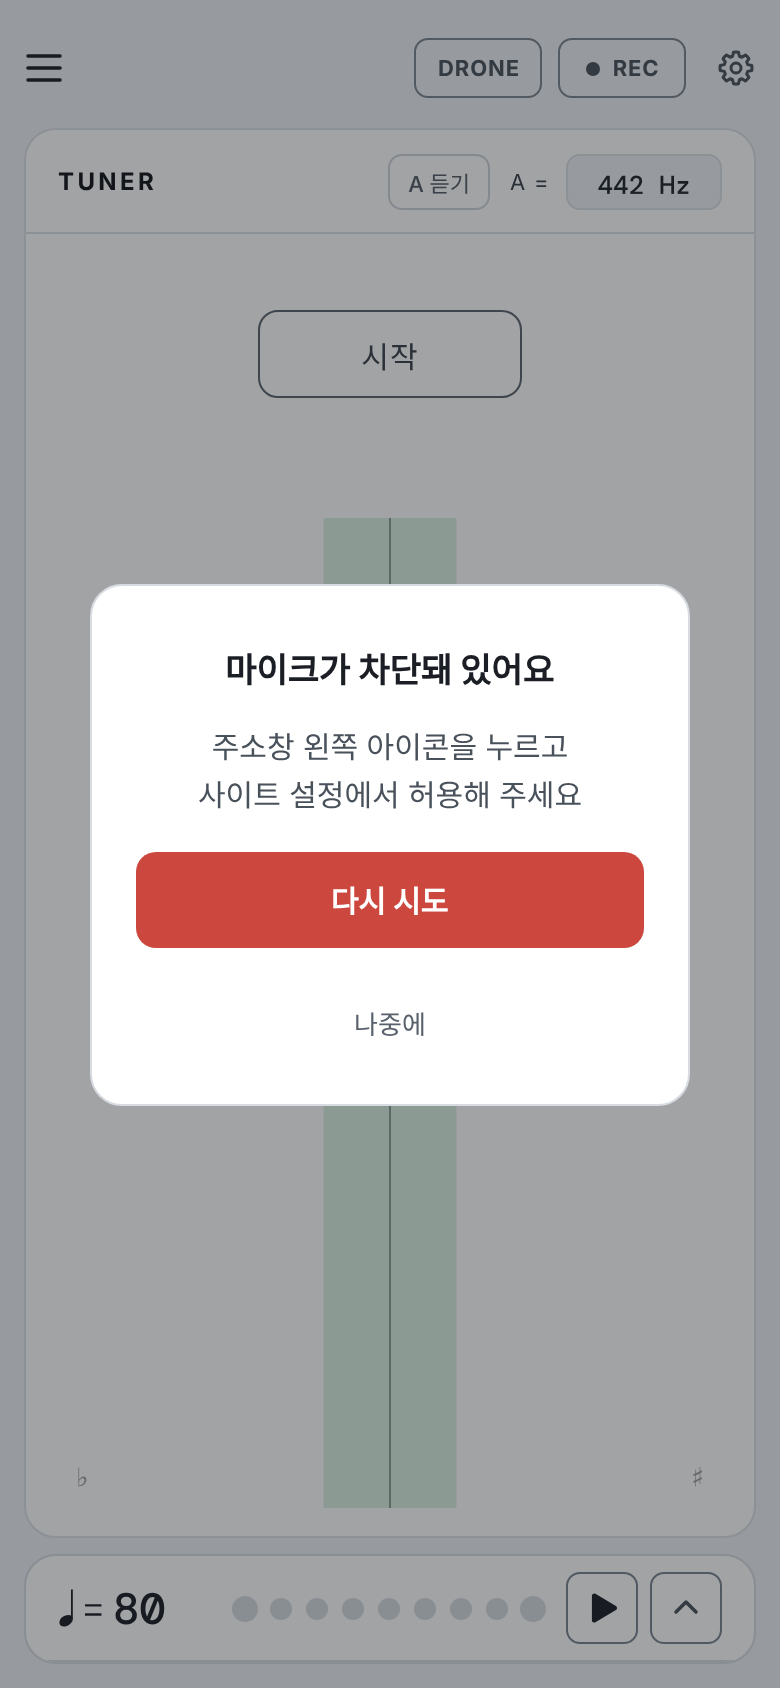 DRONE
● REC
TUNER
A 듣기
A =
442 Hz
시작
마이크가 차단돼 있어요
주소창 왼쪽 아이콘을 누르고
사이트 설정에서 허용해 주세요
다시 시도
나중에
♭
♯
♩= 80